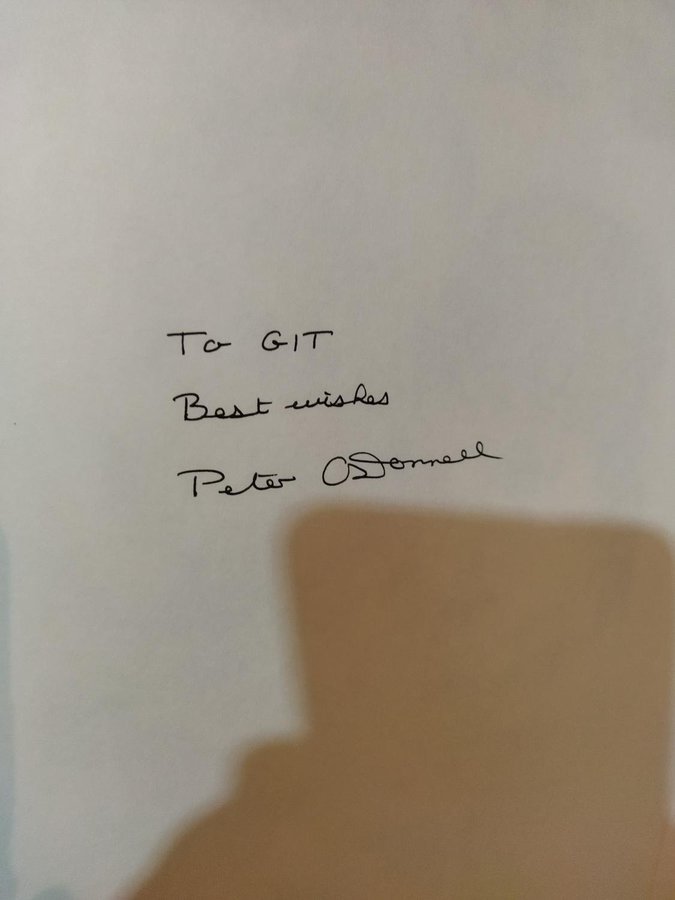 To GIT
Best wishes
Peter O'Donnell